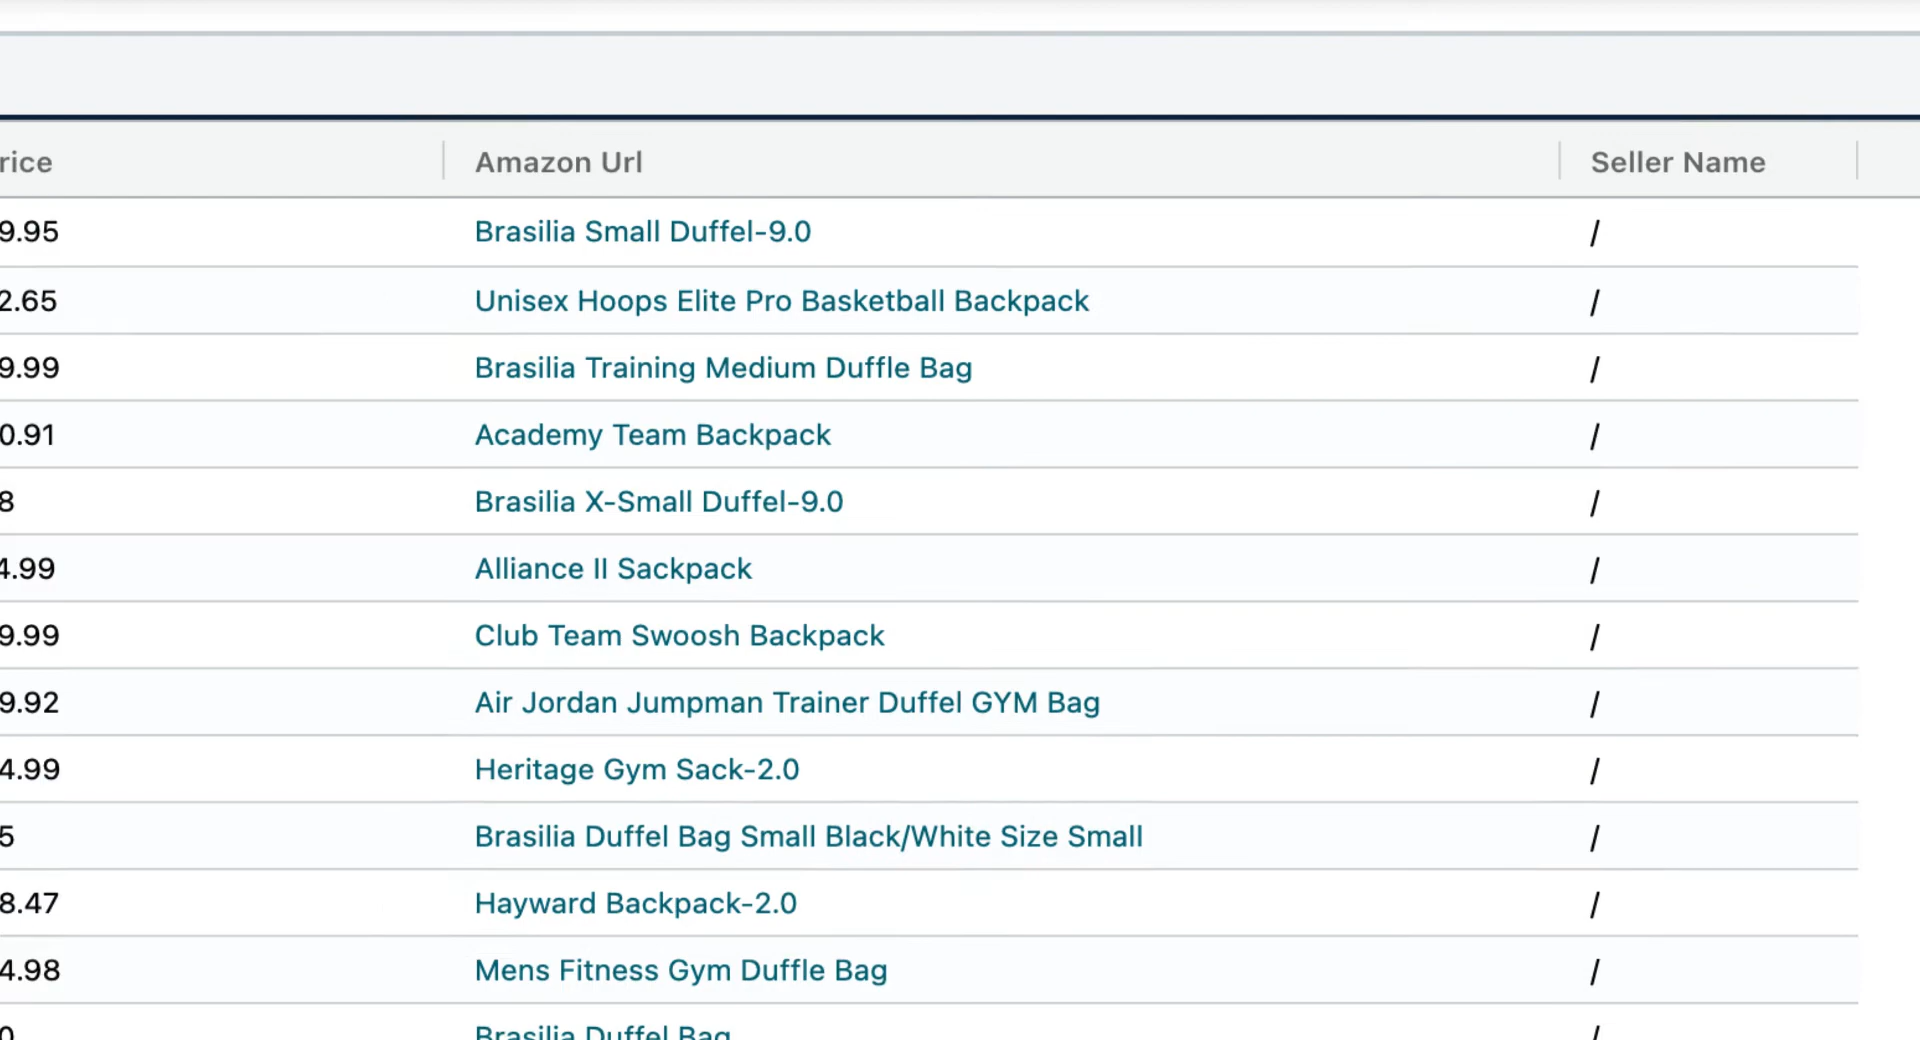 rice Amazon Url Seller Name
9.95 Brasilia Small Duffel-9.0 /
2.65 Unisex Hoops Elite Pro Basketball Backpack /
9.99 Brasilia Training Medium Duffle Bag /
0.91 Academy Team Backpack /
8 Brasilia X-Small Duffel-9.0 /
4.99 Alliance II Sackpack /
9.99 Club Team Swoosh Backpack /
9.92 Air Jordan Jumpman Trainer Duffel GYM Bag /
4.99 Heritage Gym Sack-2.0 /
5 Brasilia Duffel Bag Small Black/White Size Small /
8.47 Hayward Backpack-2.0 /
4.98 Mens Fitness Gym Duffle Bag /
0 Brasilia Duffel Bag /